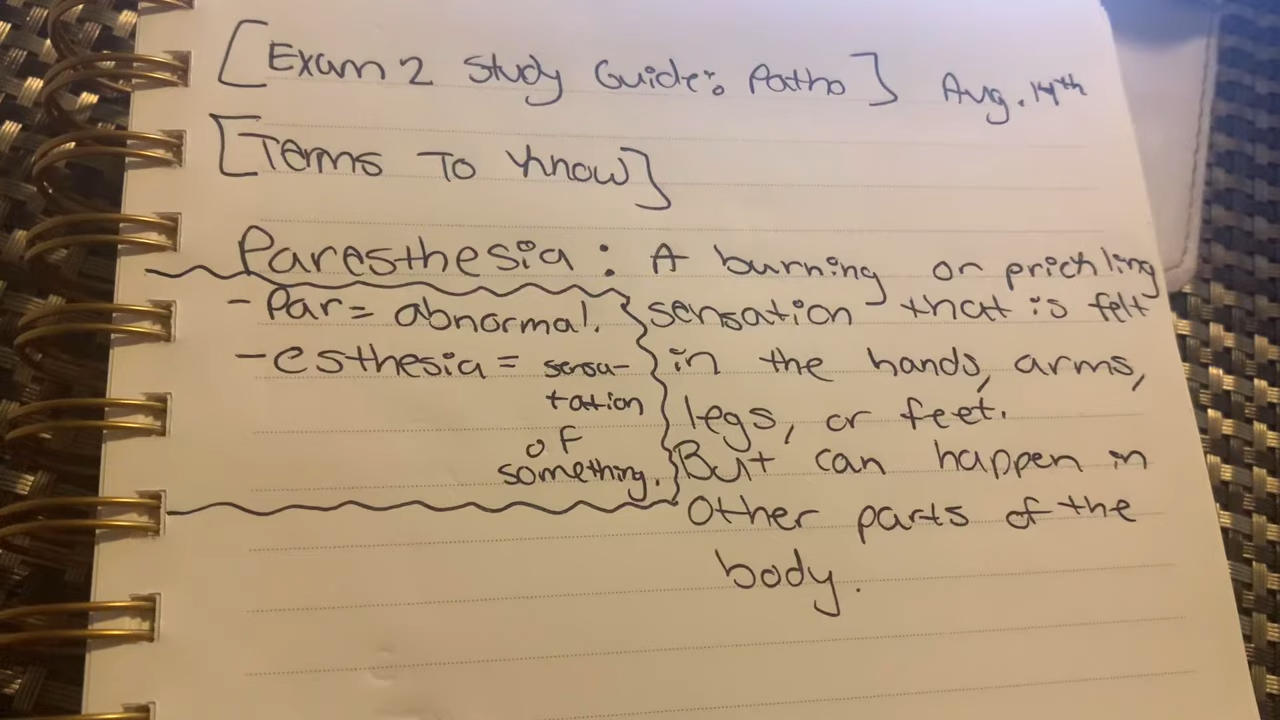 [Exam 2 Study Guide: Patho] Aug. 14th
[Terms To Know]
Paresthesia: A burning or prickling
sensation that is felt
in the hands, arms,
legs, or feet.
But can happen in
other parts of the
body.
- Par = abnormal.
- esthesia = sensa-
tation
of
something.